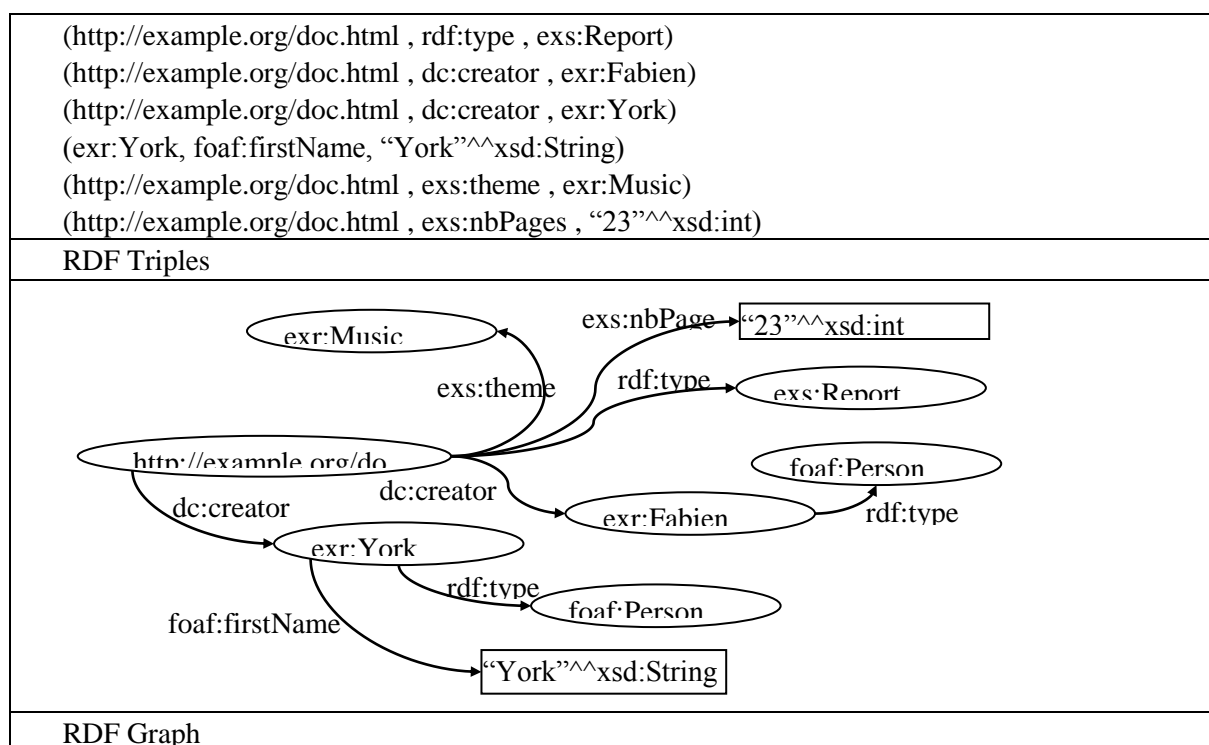 (http://example.org/doc.html , rdf:type , exs:Report)
(http://example.org/doc.html , dc:creator , exr:Fabien)
(http://example.org/doc.html , dc:creator , exr:York)
(exr:York, foaf:firstName, “York”^^xsd:String)
(http://example.org/doc.html , exs:theme , exr:Music)
(http://example.org/doc.html , exs:nbPages , “23”^^xsd:int)
RDF Triples
exr:Music
exs:nbPage
“23”^^xsd:int
exs:theme
rdf:type
exs:Report
http://example.org/do
foaf:Person
dc:creator
dc:creator
exr:Fabien
rdf:type
exr:York
rdf:type
foaf:Person
foaf:firstName
“York”^^xsd:String
RDF Graph